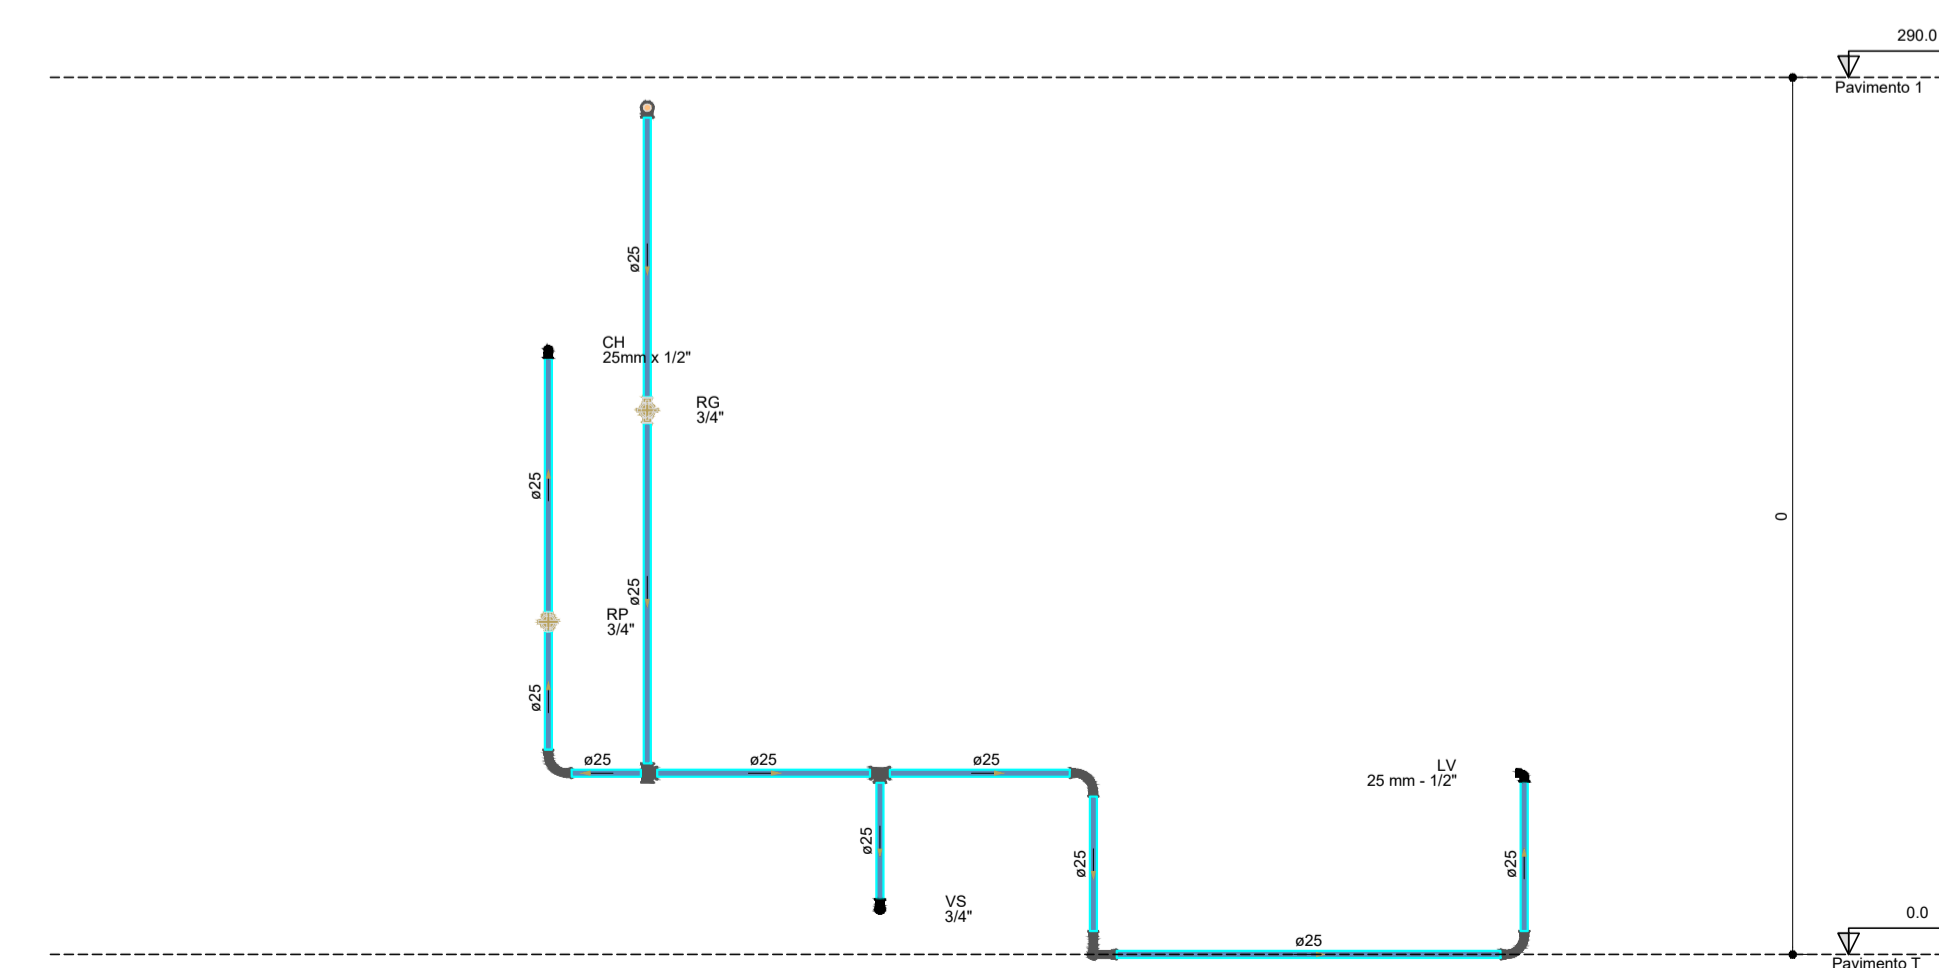 290.0
Pavimento 1
ø25
CH
25mm x 1/2"
RG
3/4"
ø25
0
ø25
RP
3/4"
ø25
ø25
ø25
ø25
LV
25 mm - 1/2"
ø25
ø25
ø25
VS
3/4"
0.0
ø25
Pavimento T